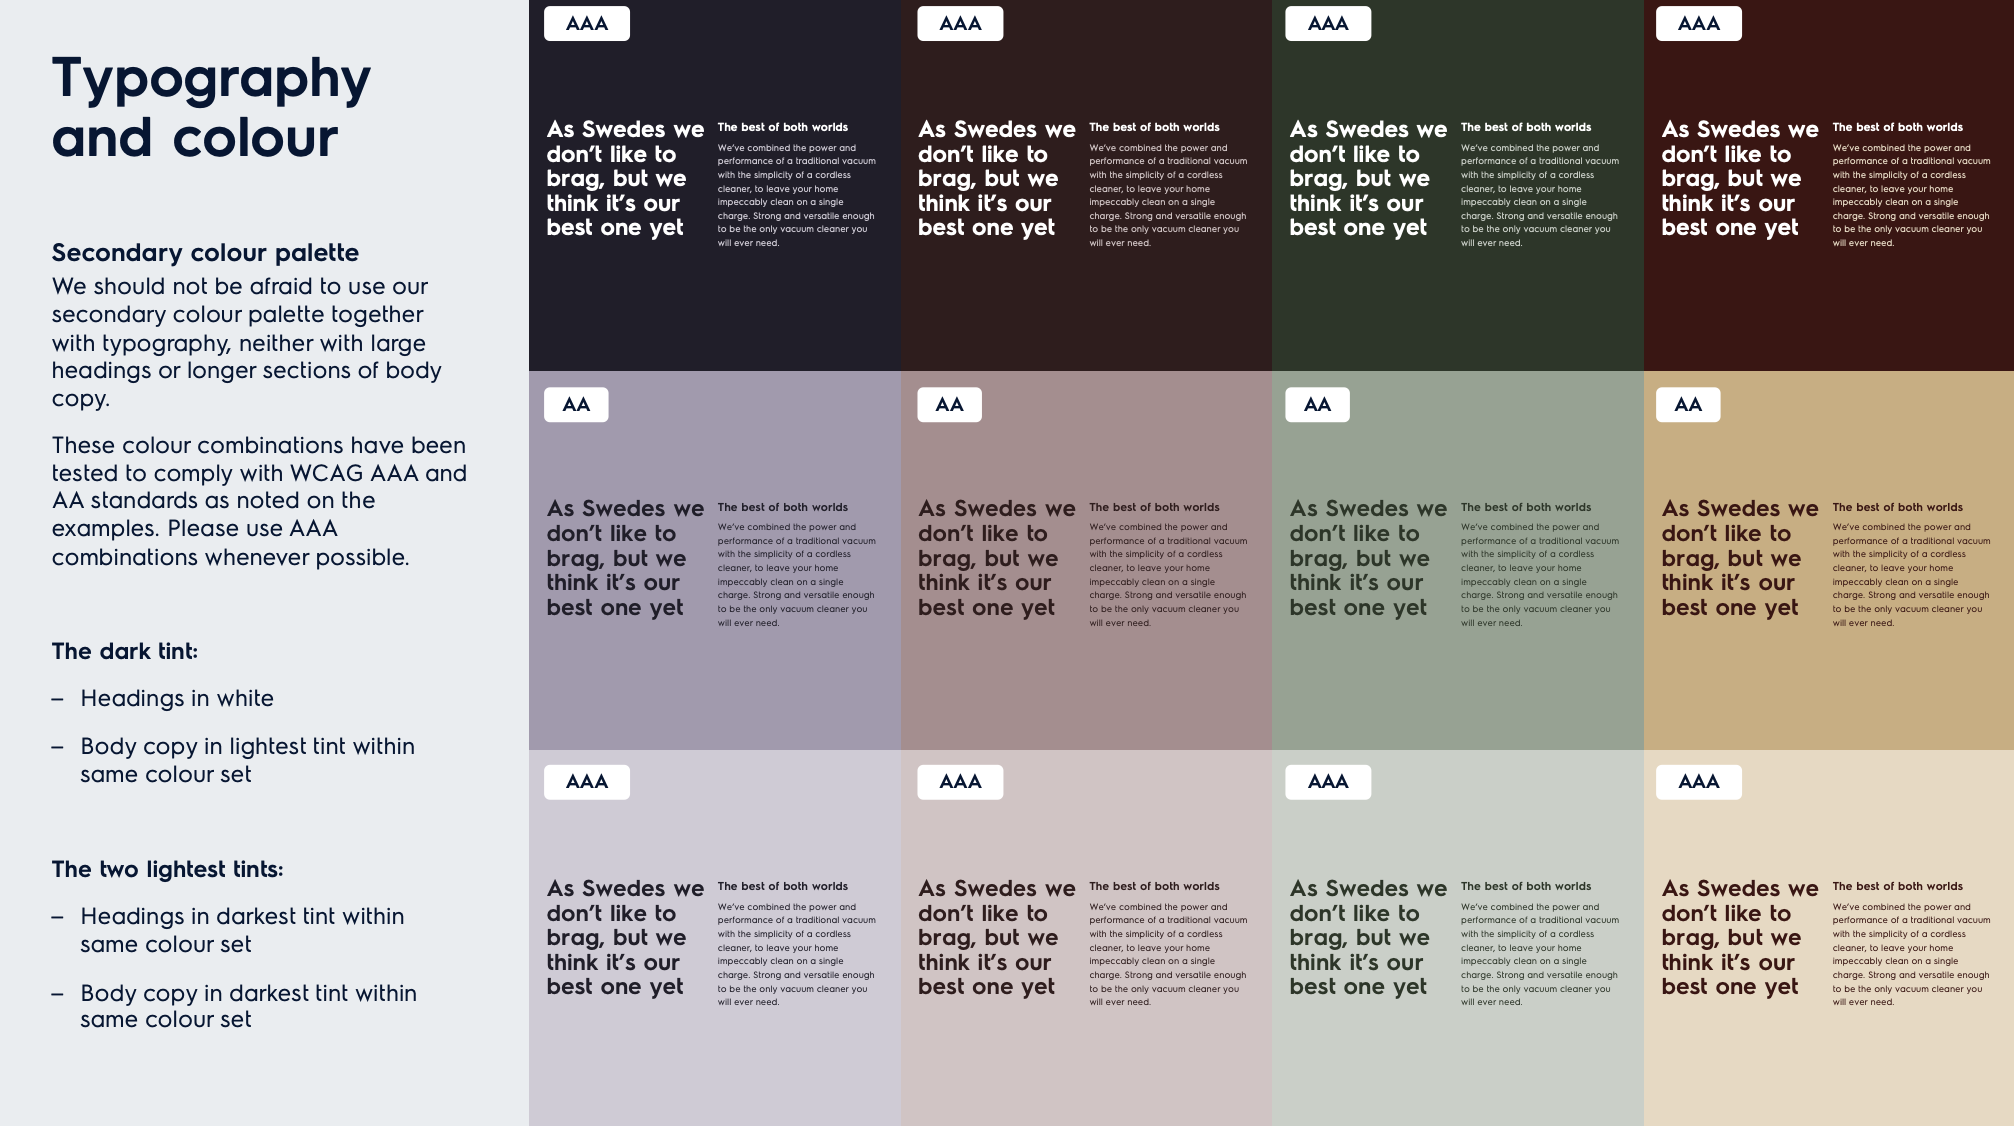 Typography
and colour
Secondary colour palette
We should not be afraid to use our
secondary colour palette together
with typography, neither with large
headings or longer sections of body
copy.
These colour combinations have been
tested to comply with WCAG AAA and
AA standards as noted on the
examples. Please use AAA
combinations whenever possible.
The dark tint:
– Headings in white
– Body copy in lightest tint within
same colour set
The two lightest tints:
– Headings in darkest tint within
same colour set
– Body copy in darkest tint within
same colour set
AAA
As Swedes we
don’t like to
brag, but we
think it’s our
best one yet
The best of both worlds
We’ve combined the power and
performance of a traditional vacuum
with the simplicity of a cordless
cleaner, to leave your home
impeccably clean on a single
charge. Strong and versatile enough
to be the only vacuum cleaner you
will ever need.
AAA
As Swedes we
don’t like to
brag, but we
think it’s our
best one yet
The best of both worlds
We’ve combined the power and
performance of a traditional vacuum
with the simplicity of a cordless
cleaner, to leave your home
impeccably clean on a single
charge. Strong and versatile enough
to be the only vacuum cleaner you
will ever need.
AAA
As Swedes we
don’t like to
brag, but we
think it’s our
best one yet
The best of both worlds
We’ve combined the power and
performance of a traditional vacuum
with the simplicity of a cordless
cleaner, to leave your home
impeccably clean on a single
charge. Strong and versatile enough
to be the only vacuum cleaner you
will ever need.
AAA
As Swedes we
don’t like to
brag, but we
think it’s our
best one yet
The best of both worlds
We’ve combined the power and
performance of a traditional vacuum
with the simplicity of a cordless
cleaner, to leave your home
impeccably clean on a single
charge. Strong and versatile enough
to be the only vacuum cleaner you
will ever need.
AA
As Swedes we
don’t like to
brag, but we
think it’s our
best one yet
The best of both worlds
We’ve combined the power and
performance of a traditional vacuum
with the simplicity of a cordless
cleaner, to leave your home
impeccably clean on a single
charge. Strong and versatile enough
to be the only vacuum cleaner you
will ever need.
AA
As Swedes we
don’t like to
brag, but we
think it’s our
best one yet
The best of both worlds
We’ve combined the power and
performance of a traditional vacuum
with the simplicity of a cordless
cleaner, to leave your home
impeccably clean on a single
charge. Strong and versatile enough
to be the only vacuum cleaner you
will ever need.
AA
As Swedes we
don’t like to
brag, but we
think it’s our
best one yet
The best of both worlds
We’ve combined the power and
performance of a traditional vacuum
with the simplicity of a cordless
cleaner, to leave your home
impeccably clean on a single
charge. Strong and versatile enough
to be the only vacuum cleaner you
will ever need.
AA
As Swedes we
don’t like to
brag, but we
think it’s our
best one yet
The best of both worlds
We’ve combined the power and
performance of a traditional vacuum
with the simplicity of a cordless
cleaner, to leave your home
impeccably clean on a single
charge. Strong and versatile enough
to be the only vacuum cleaner you
will ever need.
AAA
As Swedes we
don’t like to
brag, but we
think it’s our
best one yet
The best of both worlds
We’ve combined the power and
performance of a traditional vacuum
with the simplicity of a cordless
cleaner, to leave your home
impeccably clean on a single
charge. Strong and versatile enough
to be the only vacuum cleaner you
will ever need.
AAA
As Swedes we
don’t like to
brag, but we
think it’s our
best one yet
The best of both worlds
We’ve combined the power and
performance of a traditional vacuum
with the simplicity of a cordless
cleaner, to leave your home
impeccably clean on a single
charge. Strong and versatile enough
to be the only vacuum cleaner you
will ever need.
AAA
As Swedes we
don’t like to
brag, but we
think it’s our
best one yet
The best of both worlds
We’ve combined the power and
performance of a traditional vacuum
with the simplicity of a cordless
cleaner, to leave your home
impeccably clean on a single
charge. Strong and versatile enough
to be the only vacuum cleaner you
will ever need.
AAA
As Swedes we
don’t like to
brag, but we
think it’s our
best one yet
The best of both worlds
We’ve combined the power and
performance of a traditional vacuum
with the simplicity of a cordless
cleaner, to leave your home
impeccably clean on a single
charge. Strong and versatile enough
to be the only vacuum cleaner you
will ever need.